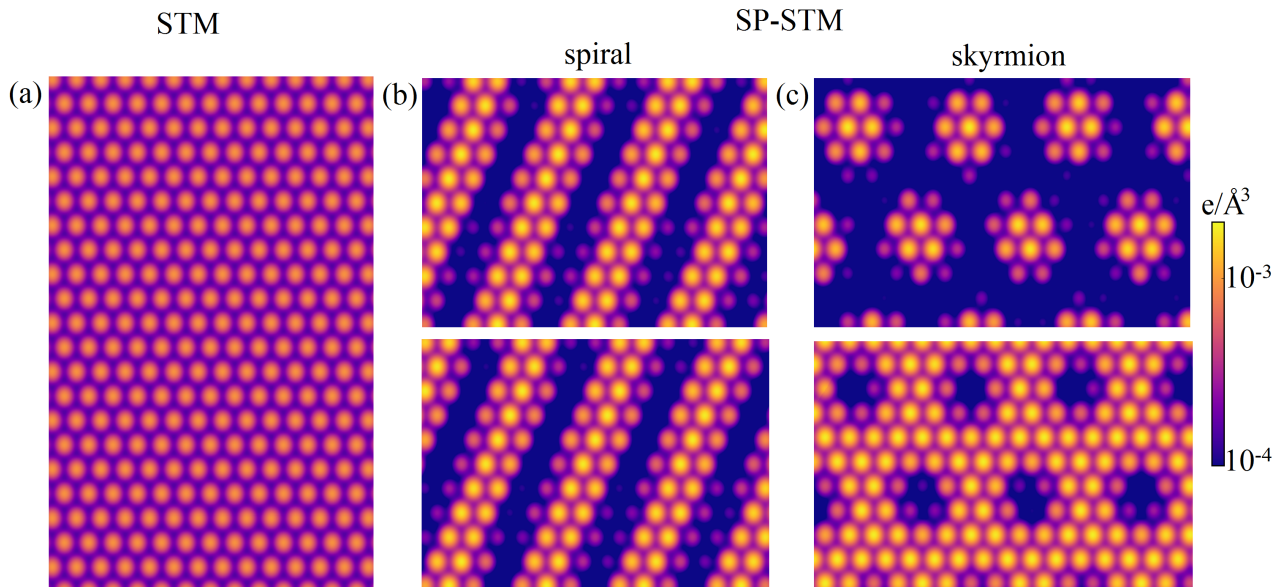 STM
SP-STM
spiral
skyrmion
(a)
(b)
(c)
e/Å³
10⁻³
10⁻⁴